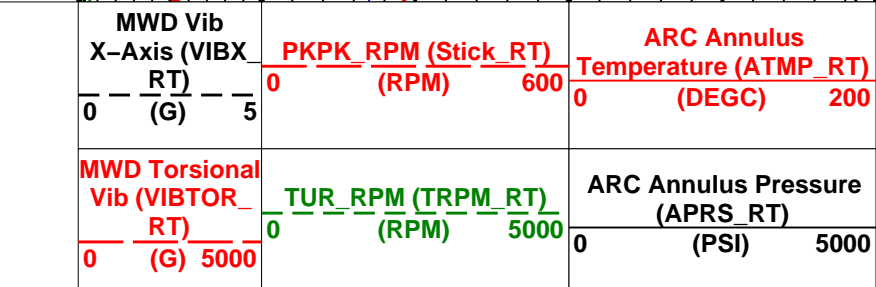 MWD Vib
X−Axis (VIBX_
RT)
0 (G) 5
PKPK_RPM (Stick_RT)
0 (RPM) 600
ARC Annulus
Temperature (ATMP_RT)
0 (DEGC) 200
MWD Torsional
Vib (VIBTOR_
RT)
0 (G) 5000
TUR_RPM (TRPM_RT)
0 (RPM) 5000
ARC Annulus Pressure
(APRS_RT)
0 (PSI) 5000